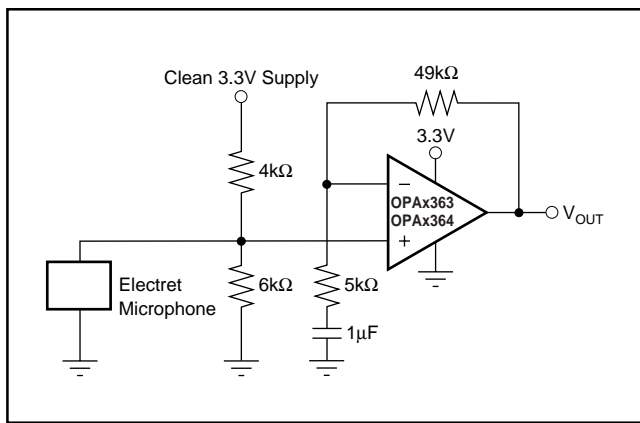 49kΩ
Clean 3.3V Supply
3.3V
4kΩ
−
OPAx363
OPAx364
VOUT
+
Electret
Microphone
6kΩ
5kΩ
1µF